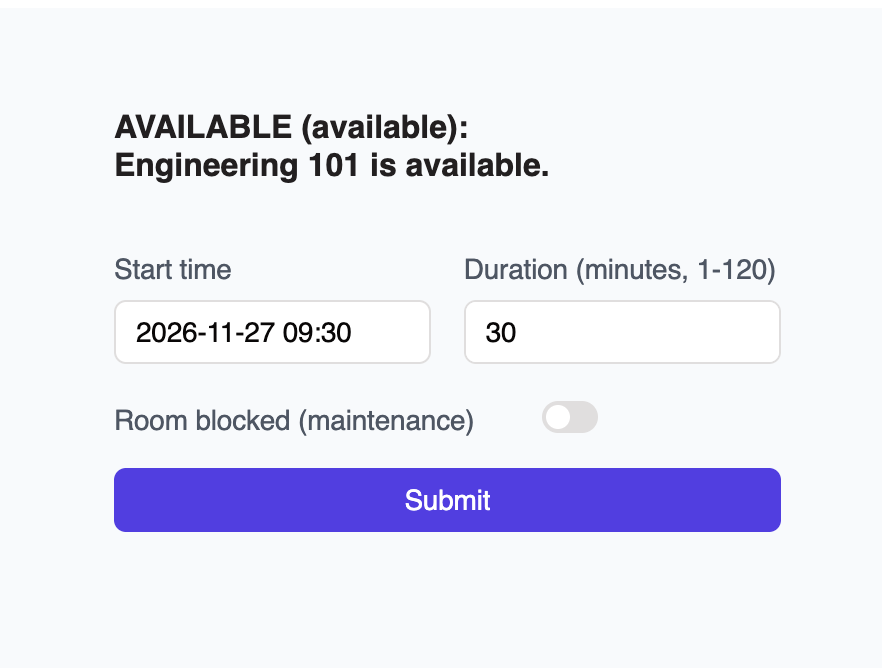 AVAILABLE (available):
Engineering 101 is available.
Start time
Duration (minutes, 1-120)
2026-11-27 09:30
30
Room blocked (maintenance)
Submit